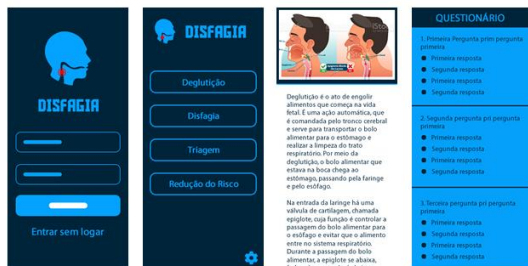 DISFAGIA
Entrar sem logar
DISFAGIA
Deglutição
Disfagia
Triagem
Redução do Risco
Deglutição é o ato de engolir
alimentos que começa na vida
fetal. É uma ação automática, que
é comandada pelo tronco cerebral
e serve para transportar o bolo
alimentar para o estômago e
realizar a limpeza do trato
respiratório. Por meio da
deglutição, o bolo alimentar que
estava na boca chega ao
estômago, passando pela faringe
e pelo esôfago.
Na entrada da laringe há uma
válvula de cartilagem, chamada
epiglote, cuja função é controlar a
passagem do bolo alimentar para
o esôfago e evitar que o alimento
entre no sistema respiratório.
Durante a passagem do bolo
alimentar, a epiglote se abaixa,
QUESTIONÁRIO
1. Primeira Pergunta prim pergunta
primeira
Primeira resposta
Segunda resposta
Primeira resposta
Segunda resposta
2. Segunda pergunta pri pergunta
primeira
Primeira resposta
Segunda resposta
Primeira resposta
Segunda resposta
3. Terceira pergunta pri pergunta
primeira
Primeira resposta
Segunda resposta
Primeira resposta
Segunda resposta